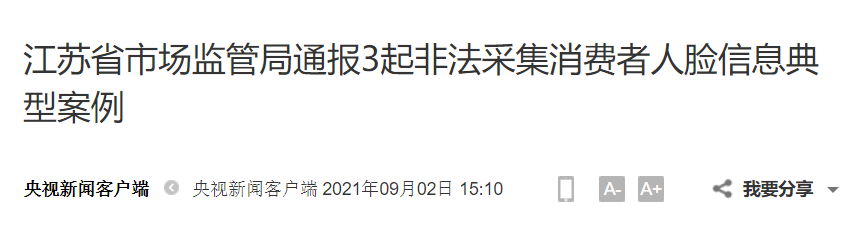 江苏省市场监管局通报3起非法采集消费者人脸信息典
型案例
央视新闻客户端 央视新闻客户端 2021年09月02日 15:10 A- A+ 我要分享